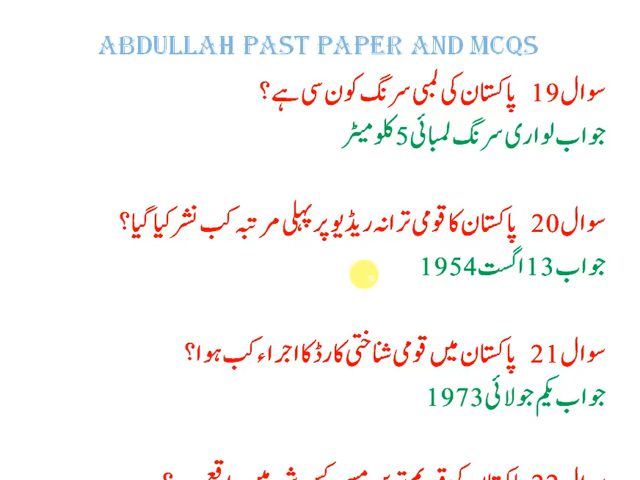 ABDULLAH PAST PAPER AND MCQS
سوال 19 پاکستان کی لمبی سرنگ کون سی ہے؟
جواب لواری سرنگ لمبائی 5 کلومیٹر
سوال 20 پاکستان کا قومی ترانہ ریڈیو پر پہلی مرتبہ کب نشر کیا گیا؟
جواب 13 اگست 1954
سوال 21 پاکستان میں قومی شناختی کارڈ کا اجراء کب ہوا؟
جواب یکم جولائی 1973